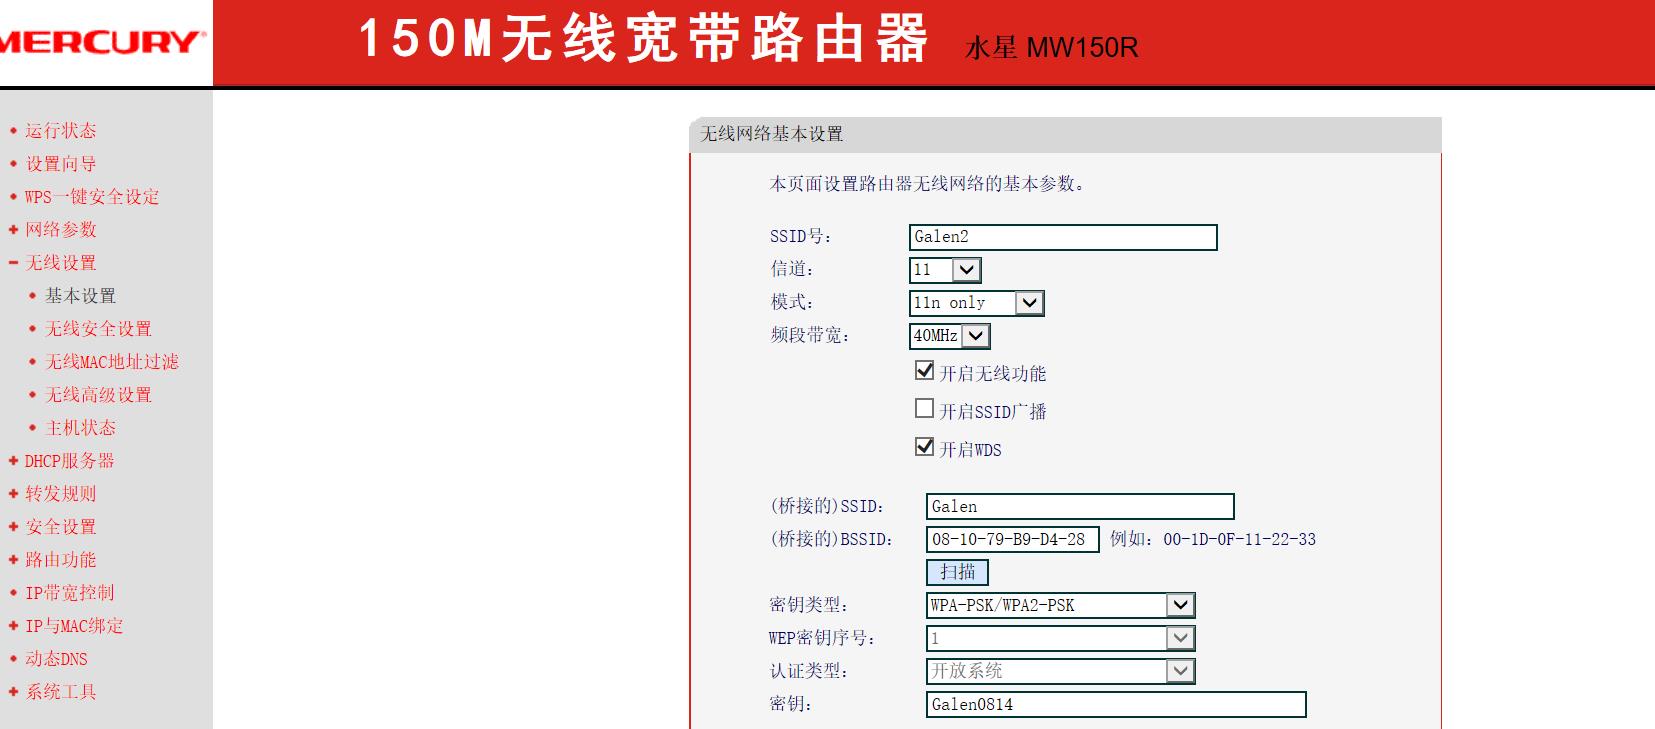 MERCURY
150M无线宽带路由器 水星 MW150R
运行状态
设置向导
WPS一键安全设定
网络参数
无线设置
基本设置
无线安全设置
无线MAC地址过滤
无线高级设置
主机状态
DHCP服务器
转发规则
安全设置
路由功能
IP带宽控制
IP与MAC绑定
动态DNS
系统工具
无线网络基本设置
本页面设置路由器无线网络的基本参数。
SSID号: Galen2
信道: 11
模式: 11n only
频段带宽: 40MHz
开启无线功能
开启SSID广播
开启WDS
(桥接的)SSID: Galen
(桥接的)BSSID: 08-10-79-B9-D4-28 例如: 00-1D-0F-11-22-33
扫描
密钥类型: WPA-PSK/WPA2-PSK
WEP密钥序号: 1
认证类型: 开放系统
密钥: Galen0814